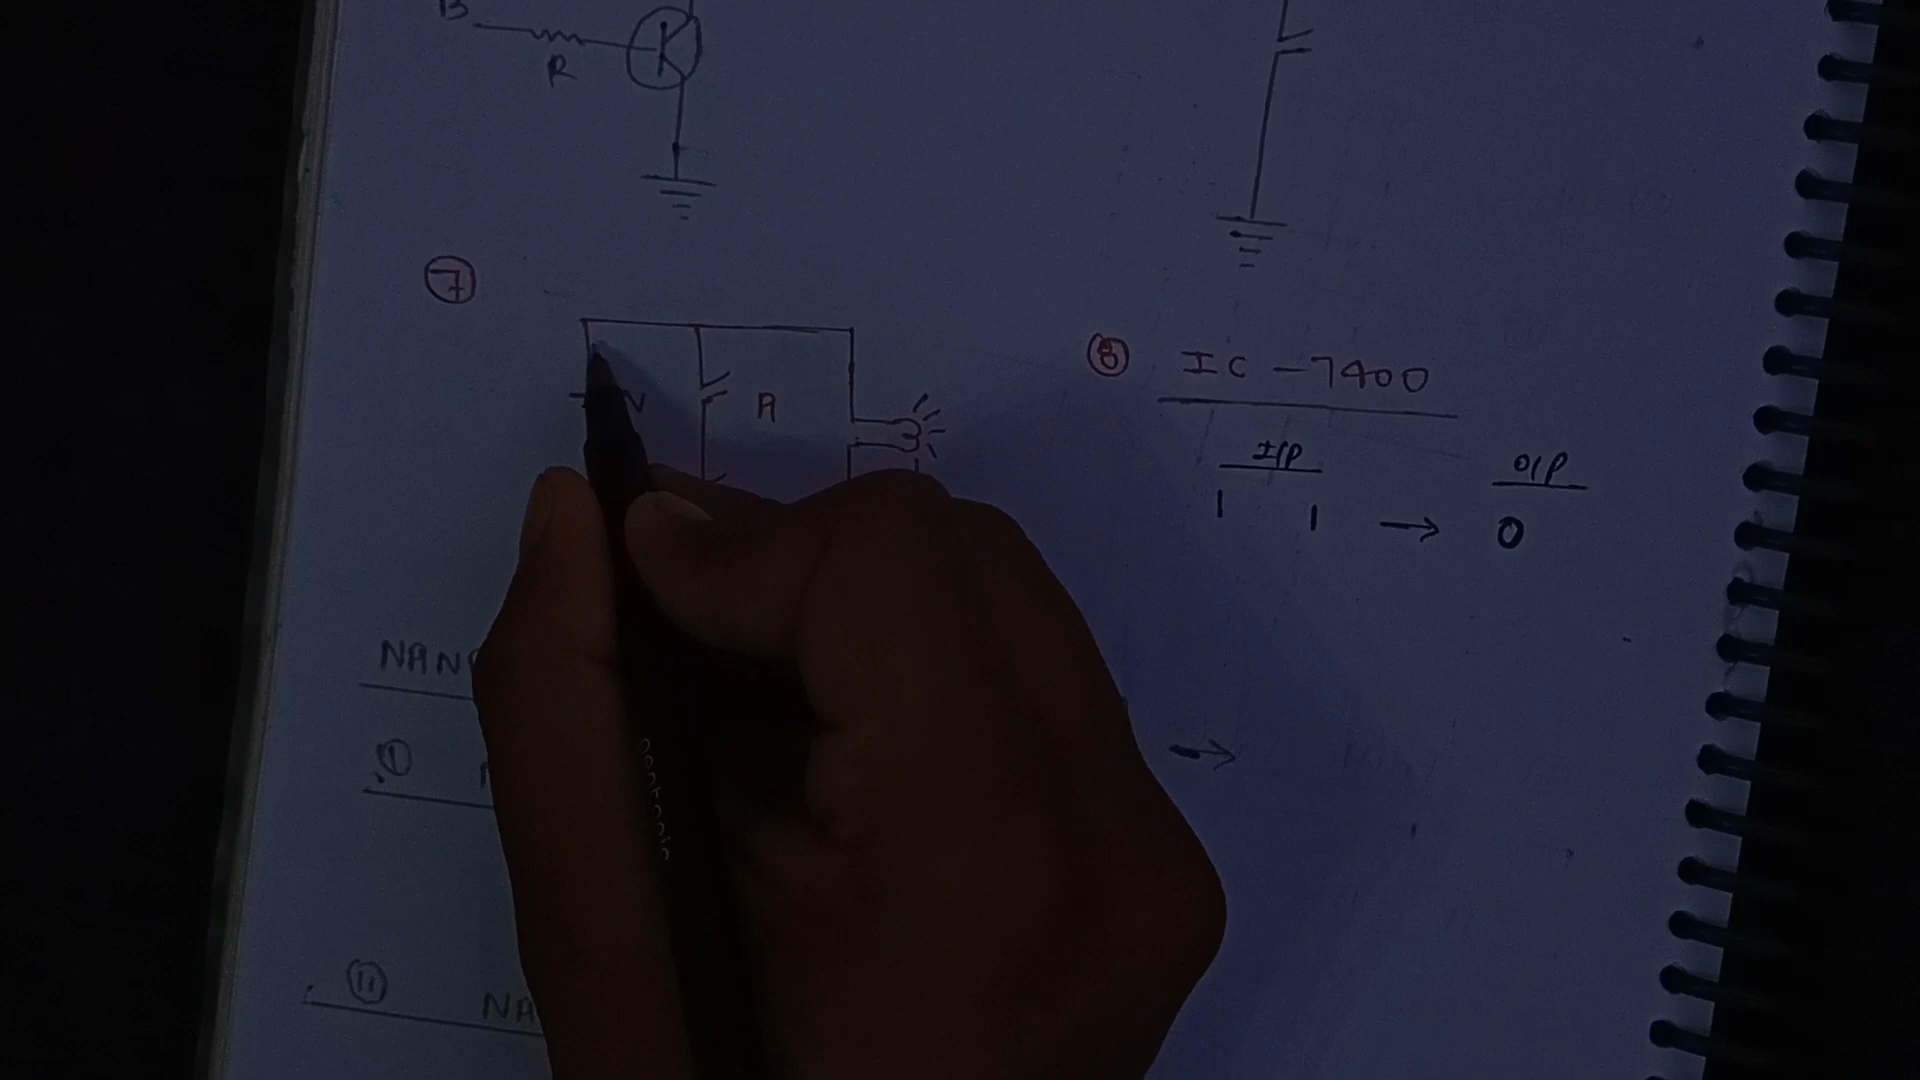 B
R
7
V
A
8 IC-7400
I/P O/P
1 1 → 0
NAN
1
→
11 NA